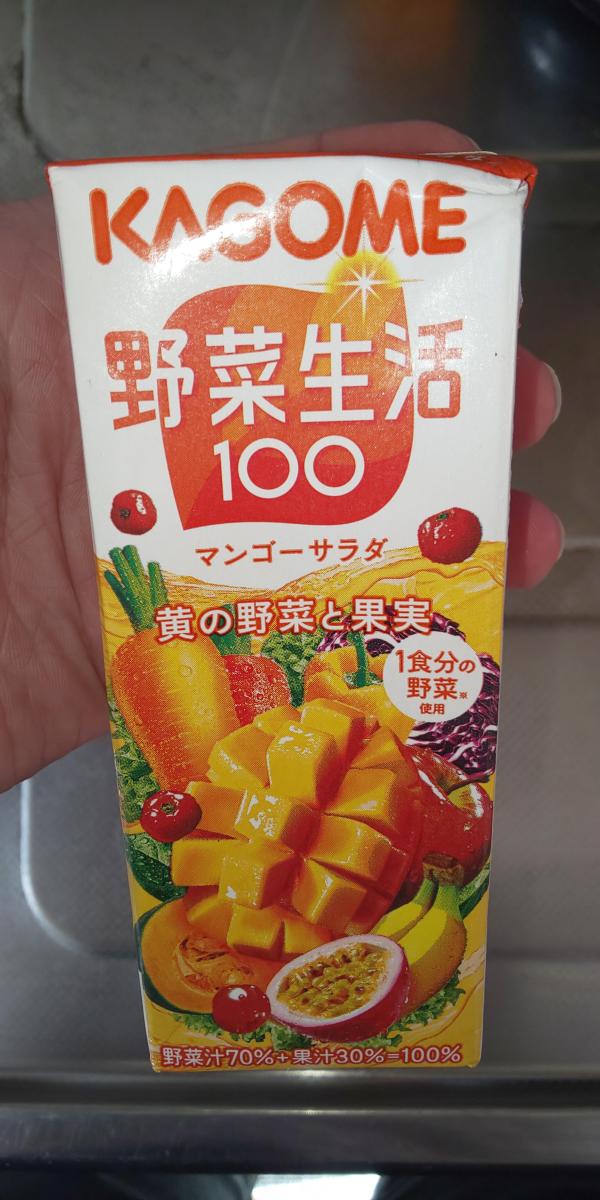 KAGOME
野菜生活
100
マンゴーサラダ
黄の野菜と果実
1食分の
野菜※
使用
野菜汁70%+果汁30%=100%